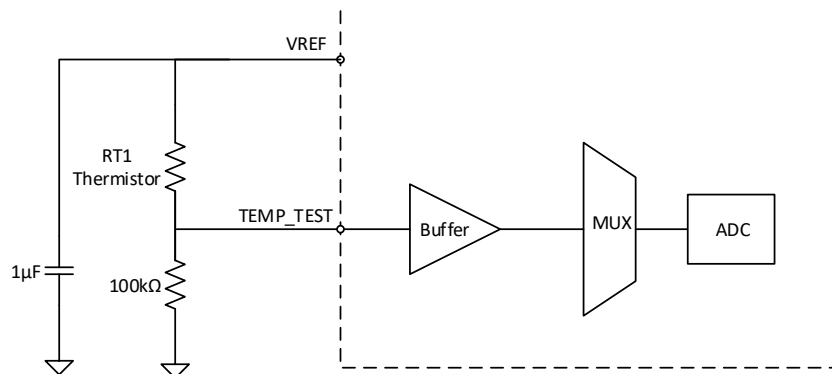 VREF
RT1
Thermistor
TEMP_TEST
Buffer
MUX
ADC
1µF
100kΩ